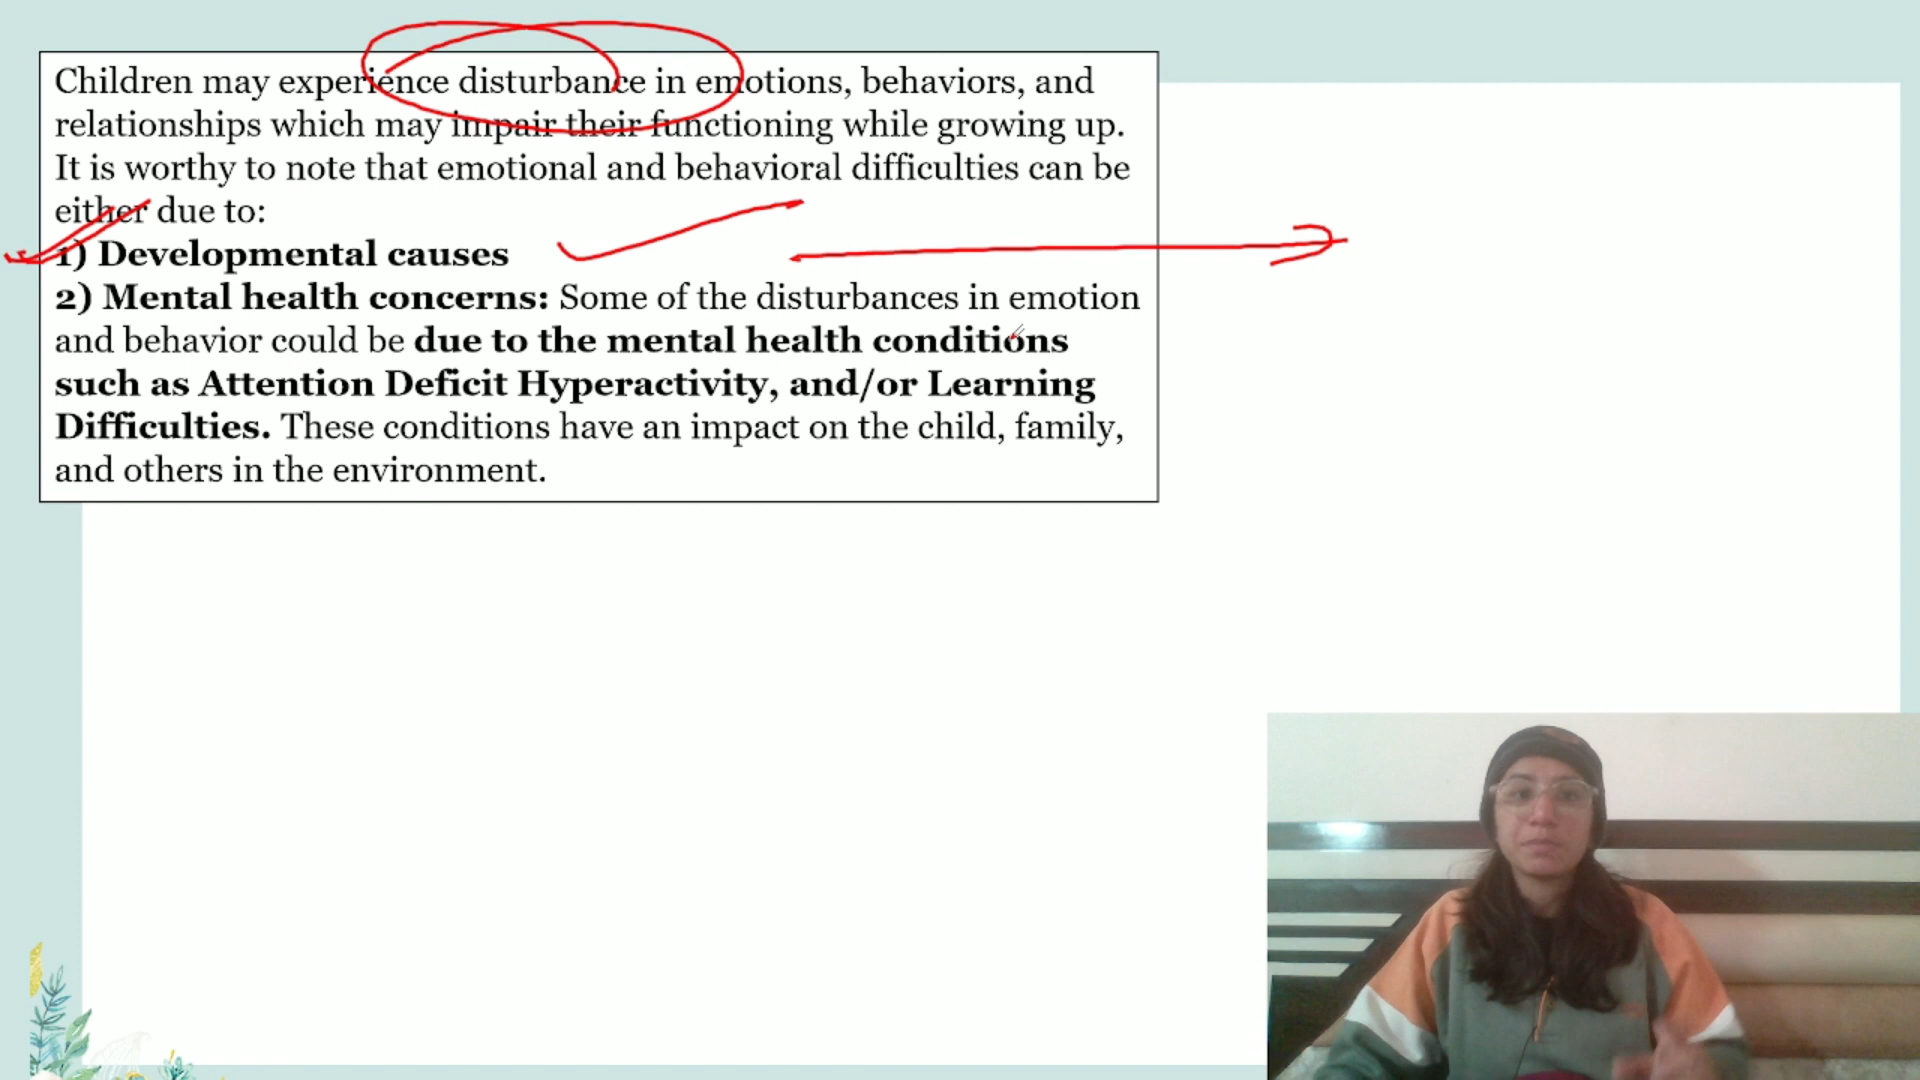 Children may experience disturbance in emotions, behaviors, and
relationships which may impair their functioning while growing up.
It is worthy to note that emotional and behavioral difficulties can be
either due to:
1) Developmental causes
2) Mental health concerns: Some of the disturbances in emotion
and behavior could be due to the mental health conditions
such as Attention Deficit Hyperactivity, and/or Learning
Difficulties. These conditions have an impact on the child, family,
and others in the environment.